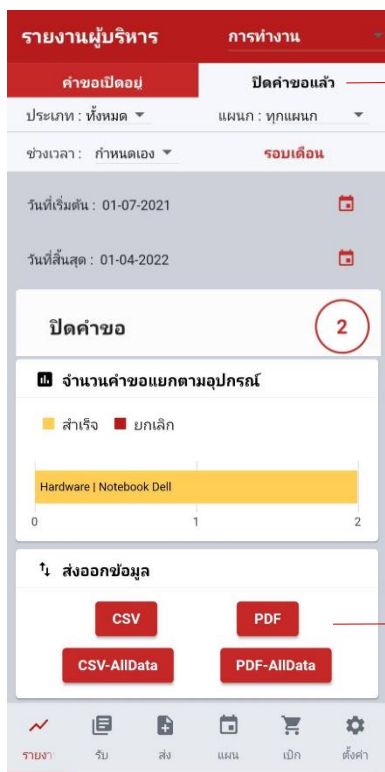 รายงานผู้บริหาร การทำงาน
คำขอเปิดอยู่ ปิดคำขอแล้ว
ประเภท : ทั้งหมด แผนก : ทุกแผนก
ช่วงเวลา : กำหนดเอง รอบเดือน
วันที่เริ่มต้น : 01-07-2021
วันที่สิ้นสุด : 01-04-2022
ปิดคำขอ 2
จำนวนคำขอแยกตามอุปกรณ์
สำเร็จ ยกเลิก
Hardware | Notebook Dell
0 1 2
ส่งออกข้อมูล
CSV PDF
CSV-AllData PDF-AllData
รายงา รับ ส่ง แผน เบิก ตั้งค่า